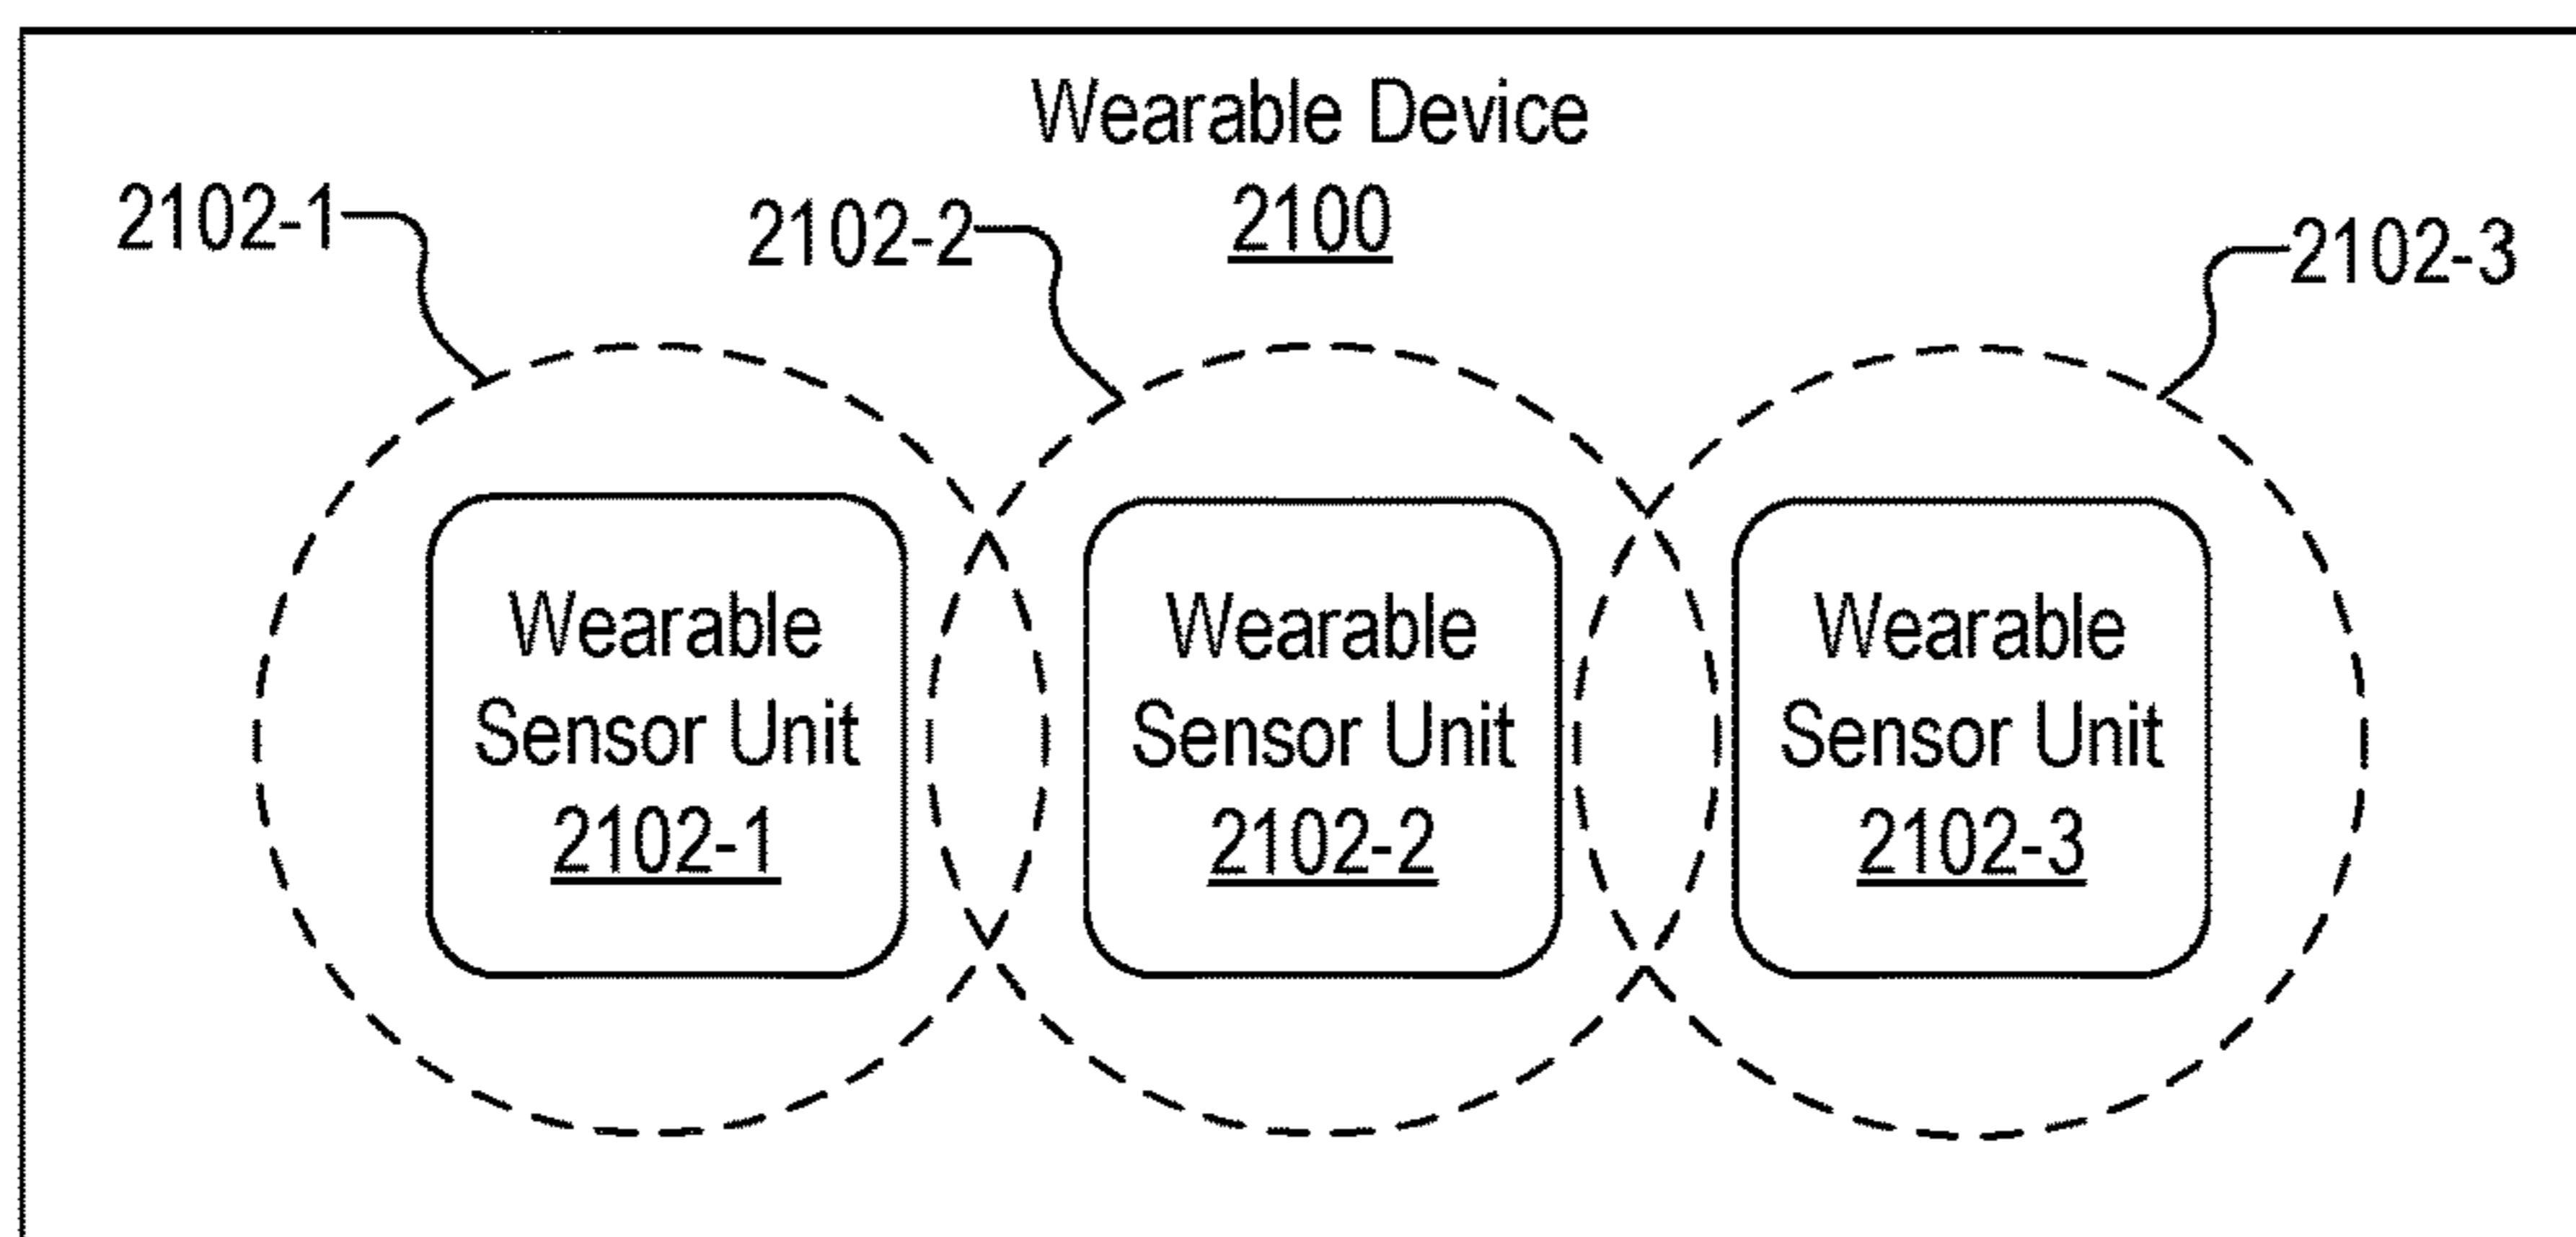 Wearable Device
2100
2102-1
2102-2
2102-3
Wearable
Sensor Unit
2102-1
Wearable
Sensor Unit
2102-2
Wearable
Sensor Unit
2102-3